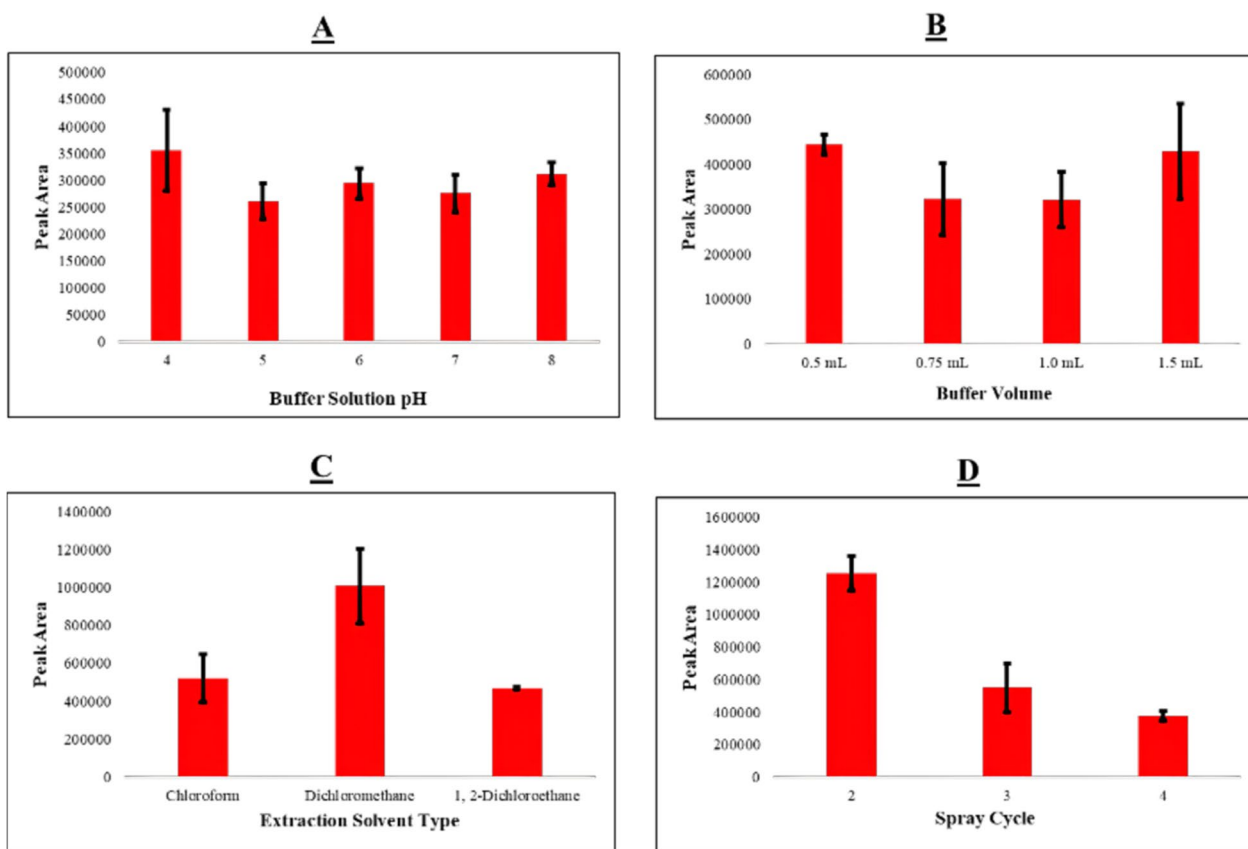 A
500000
450000
400000
350000
300000
250000
200000
150000
100000
50000
0
Peak Area
4 5 6 7 8
Buffer Solution pH
B
600000
500000
400000
300000
200000
100000
0
Peak Area
0.5 mL 0.75 mL 1.0 mL 1.5 mL
Buffer Volume
C
1400000
1200000
1000000
800000
600000
400000
200000
0
Peak Area
Chloroform Dichloromethane 1, 2-Dichloroethane
Extraction Solvent Type
D
1600000
1400000
1200000
1000000
800000
600000
400000
200000
0
Peak Area
2 3 4
Spray Cycle